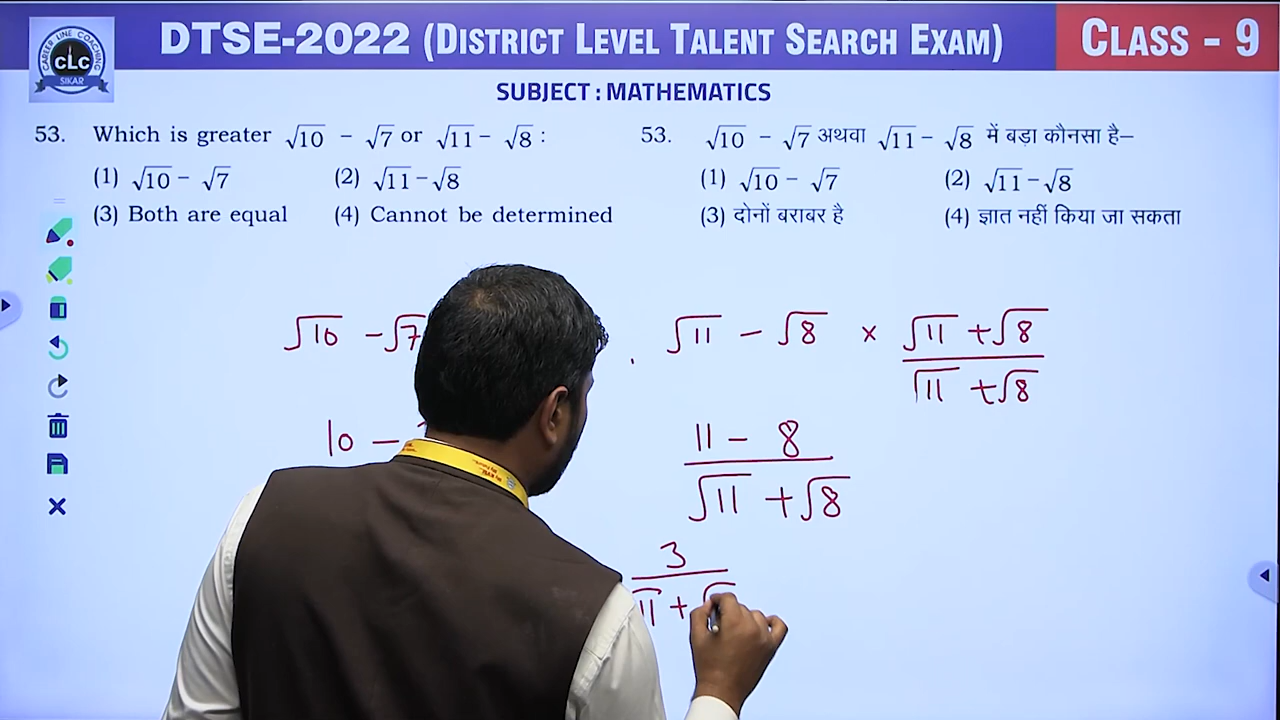 CAREER LINE COACHING
CLC
SIKAR
DTSE-2022 (DISTRICT LEVEL TALENT SEARCH EXAM)
CLASS - 9
SUBJECT : MATHEMATICS
53. Which is greater √10 − √7 or √11 − √8 :
(1) √10 − √7 (2) √11 − √8
(3) Both are equal (4) Cannot be determined
53. √10 − √7 अथवा √11 − √8 में बड़ा कौनसा है–
(1) √10 − √7 (2) √11 − √8
(3) दोनों बराबर है (4) ज्ञात नहीं किया जा सकता
√10 − √7
10 −
√11 − √8 × √11 + √8
√11 + √8
11 − 8
√11 + √8
3
√11 + √